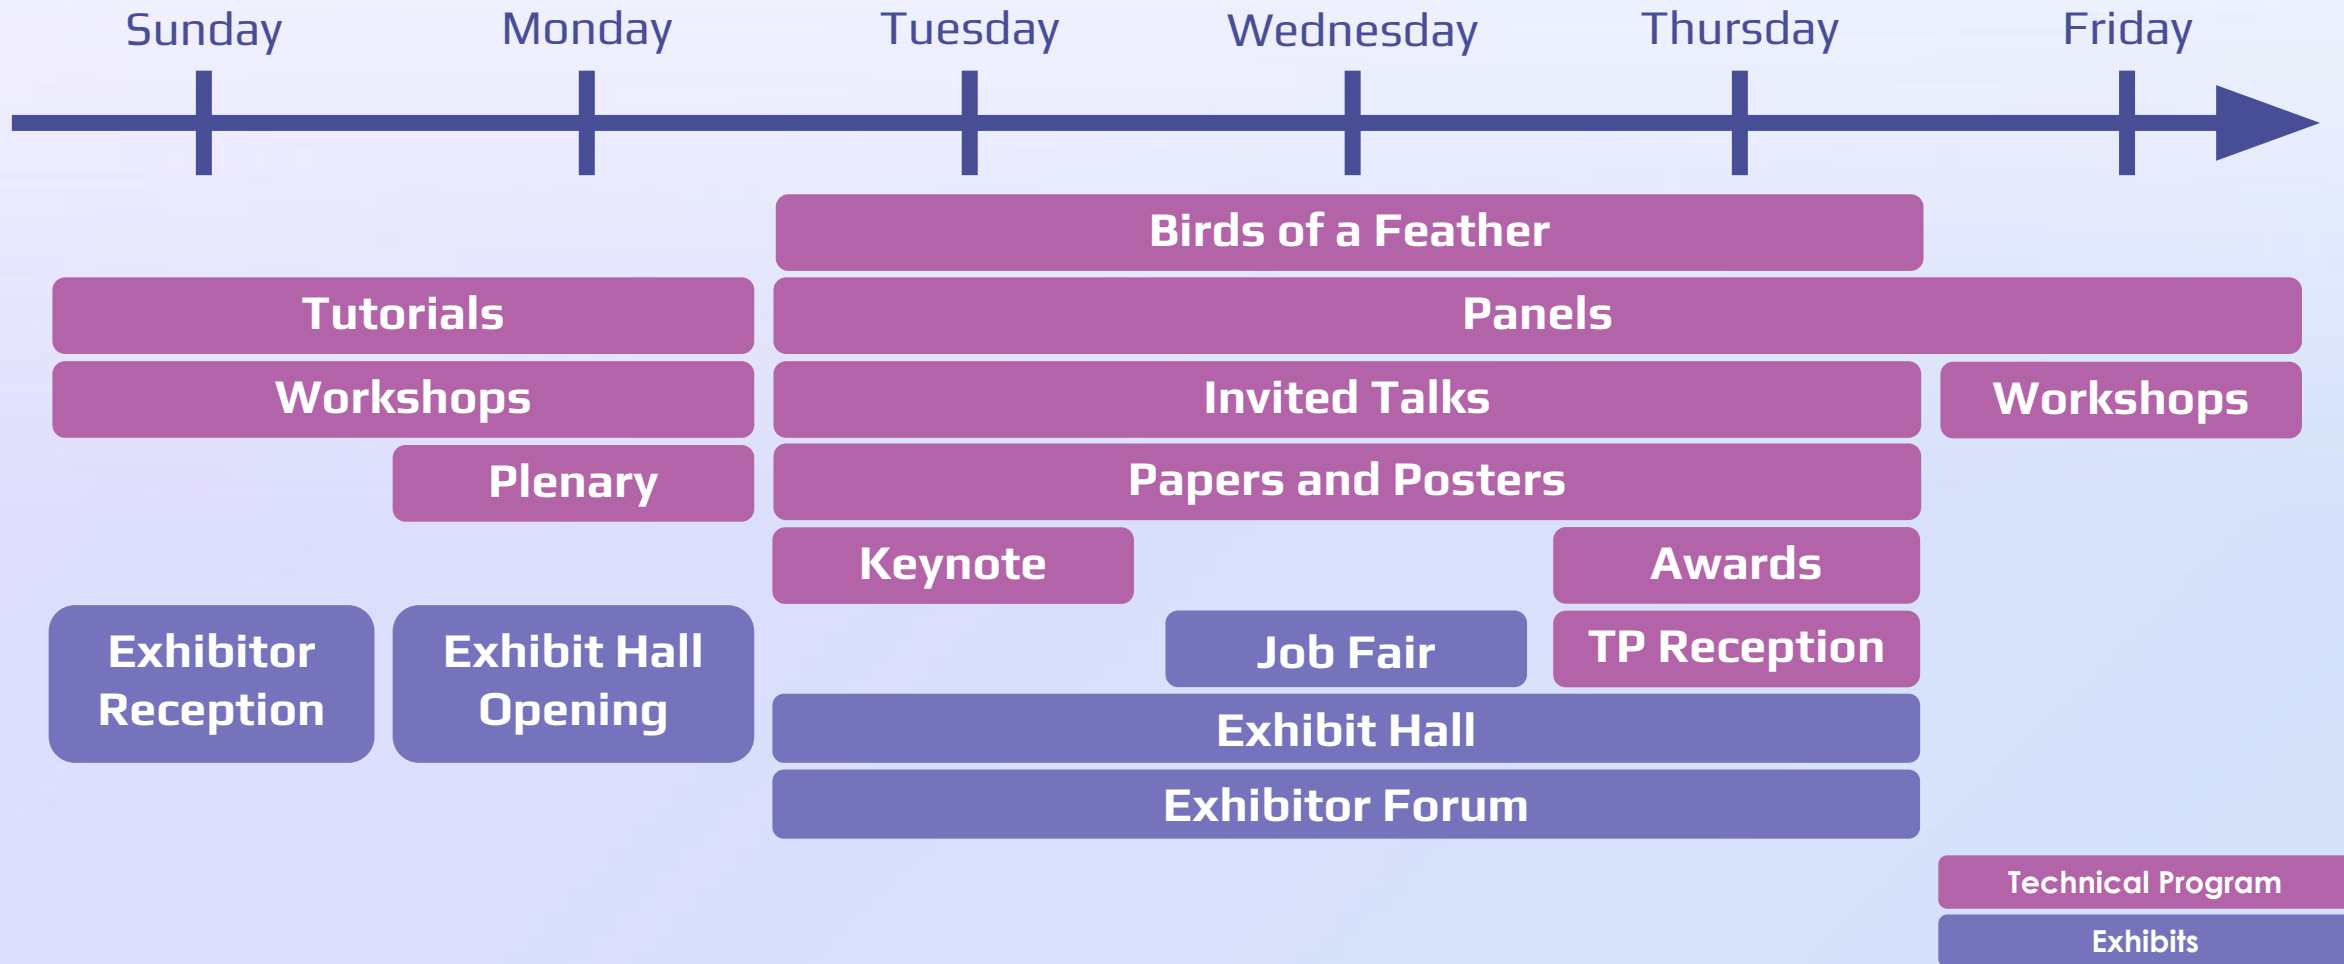 Sunday
Monday
Tuesday
Wednesday
Thursday
Friday
Birds of a Feather
Tutorials
Panels
Workshops
Invited Talks
Workshops
Plenary
Papers and Posters
Keynote
Awards
Exhibitor
Reception
Exhibit Hall
Opening
Job Fair
TP Reception
Exhibit Hall
Exhibitor Forum
Technical Program
Exhibits